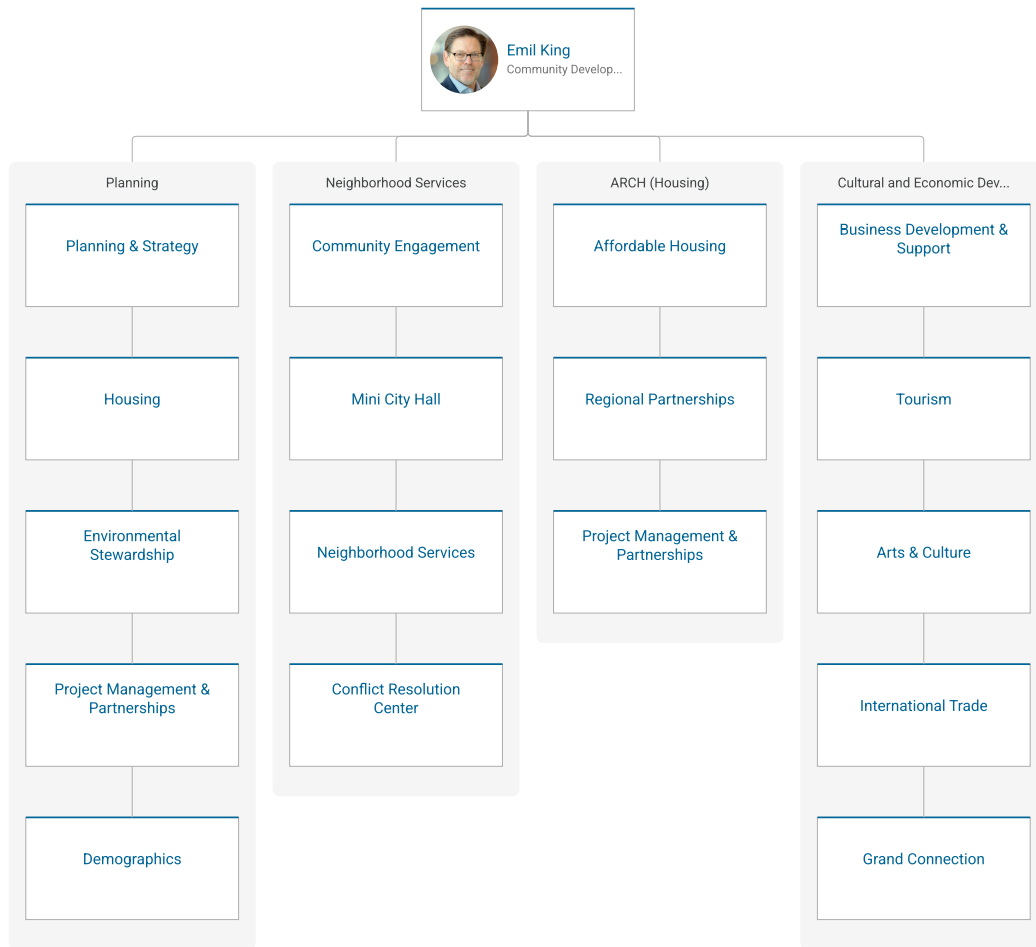 Emil King
Community Develop...
Planning
Planning & Strategy
Housing
Environmental
Stewardship
Project Management &
Partnerships
Demographics
Neighborhood Services
Community Engagement
Mini City Hall
Neighborhood Services
Conflict Resolution
Center
ARCH (Housing)
Affordable Housing
Regional Partnerships
Project Management &
Partnerships
Cultural and Economic Dev...
Business Development &
Support
Tourism
Arts & Culture
International Trade
Grand Connection